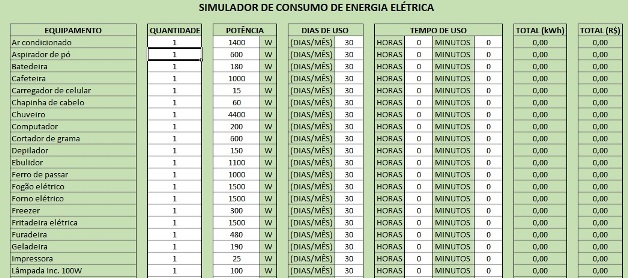 SIMULADOR DE CONSUMO DE ENERGIA ELÉTRICA
EQUIPAMENTO QUANTIDADE POTÊNCIA DIAS DE USO TEMPO DE USO TOTAL (kWh) TOTAL (R$)
Ar condicionado 1 1400 W (DIAS/MÊS) 30 HORAS 0 MINUTOS 0 0,00 0,00
Aspirador de pó 1 600 W (DIAS/MÊS) 30 HORAS 0 MINUTOS 0 0,00 0,00
Batedeira 1 180 W (DIAS/MÊS) 30 HORAS 0 MINUTOS 0 0,00 0,00
Cafeteira 1 1000 W (DIAS/MÊS) 30 HORAS 0 MINUTOS 0 0,00 0,00
Carregador de celular 1 15 W (DIAS/MÊS) 30 HORAS 0 MINUTOS 0 0,00 0,00
Chapinha de cabelo 1 60 W (DIAS/MÊS) 30 HORAS 0 MINUTOS 0 0,00 0,00
Chuveiro 1 4400 W (DIAS/MÊS) 30 HORAS 0 MINUTOS 0 0,00 0,00
Computador 1 200 W (DIAS/MÊS) 30 HORAS 0 MINUTOS 0 0,00 0,00
Cortador de grama 1 600 W (DIAS/MÊS) 30 HORAS 0 MINUTOS 0 0,00 0,00
Depilador 1 150 W (DIAS/MÊS) 30 HORAS 0 MINUTOS 0 0,00 0,00
Ebulidor 1 1100 W (DIAS/MÊS) 30 HORAS 0 MINUTOS 0 0,00 0,00
Ferro de passar 1 1000 W (DIAS/MÊS) 30 HORAS 0 MINUTOS 0 0,00 0,00
Fogão elétrico 1 1500 W (DIAS/MÊS) 30 HORAS 0 MINUTOS 0 0,00 0,00
Forno elétrico 1 1500 W (DIAS/MÊS) 30 HORAS 0 MINUTOS 0 0,00 0,00
Freezer 1 300 W (DIAS/MÊS) 30 HORAS 0 MINUTOS 0 0,00 0,00
Fritadeira elétrica 1 1500 W (DIAS/MÊS) 30 HORAS 0 MINUTOS 0 0,00 0,00
Furadeira 1 480 W (DIAS/MÊS) 30 HORAS 0 MINUTOS 0 0,00 0,00
Geladeira 1 190 W (DIAS/MÊS) 30 HORAS 0 MINUTOS 0 0,00 0,00
Impressora 1 25 W (DIAS/MÊS) 30 HORAS 0 MINUTOS 0 0,00 0,00
Lâmpada Inc. 100W 1 100 W (DIAS/MÊS) 30 HORAS 0 MINUTOS 0 0,00 0,00